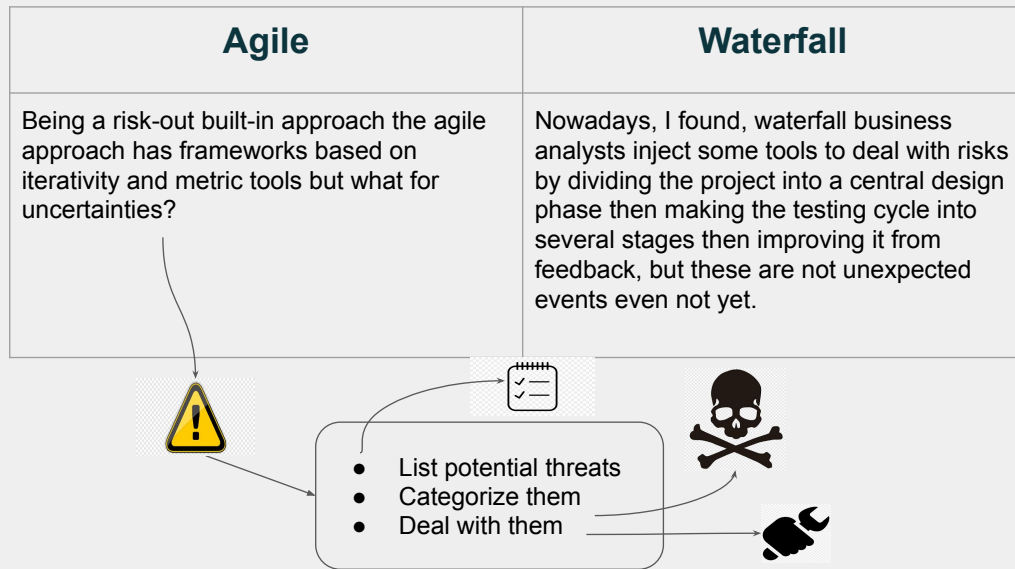 Agile
Waterfall
Being a risk-out built-in approach the agile
approach has frameworks based on
iterativity and metric tools but what for
uncertainties?
Nowadays, I found, waterfall business
analysts inject some tools to deal with risks
by dividing the project into a central design
phase then making the testing cycle into
several stages then improving it from
feedback, but these are not unexpected
events even not yet.
● List potential threats
● Categorize them
● Deal with them